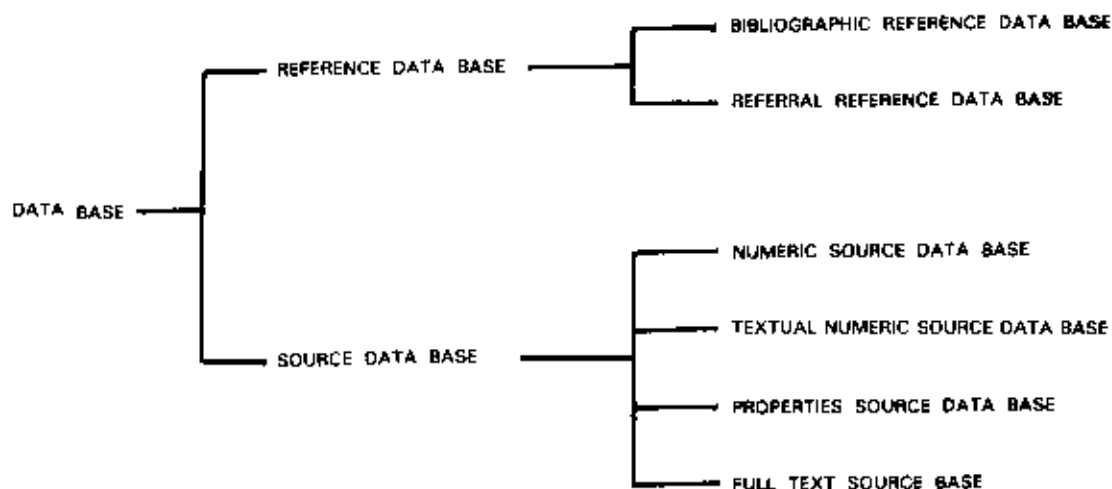 BIBLIOGRAPHIC REFERENCE DATA BASE
REFERENCE DATA BASE
REFERRAL REFERENCE DATA BASE
DATA BASE
NUMERIC SOURCE DATA BASE
TEXTUAL NUMERIC SOURCE DATA BASE
SOURCE DATA BASE
PROPERTIES SOURCE DATA BASE
FULL TEXT SOURCE BASE